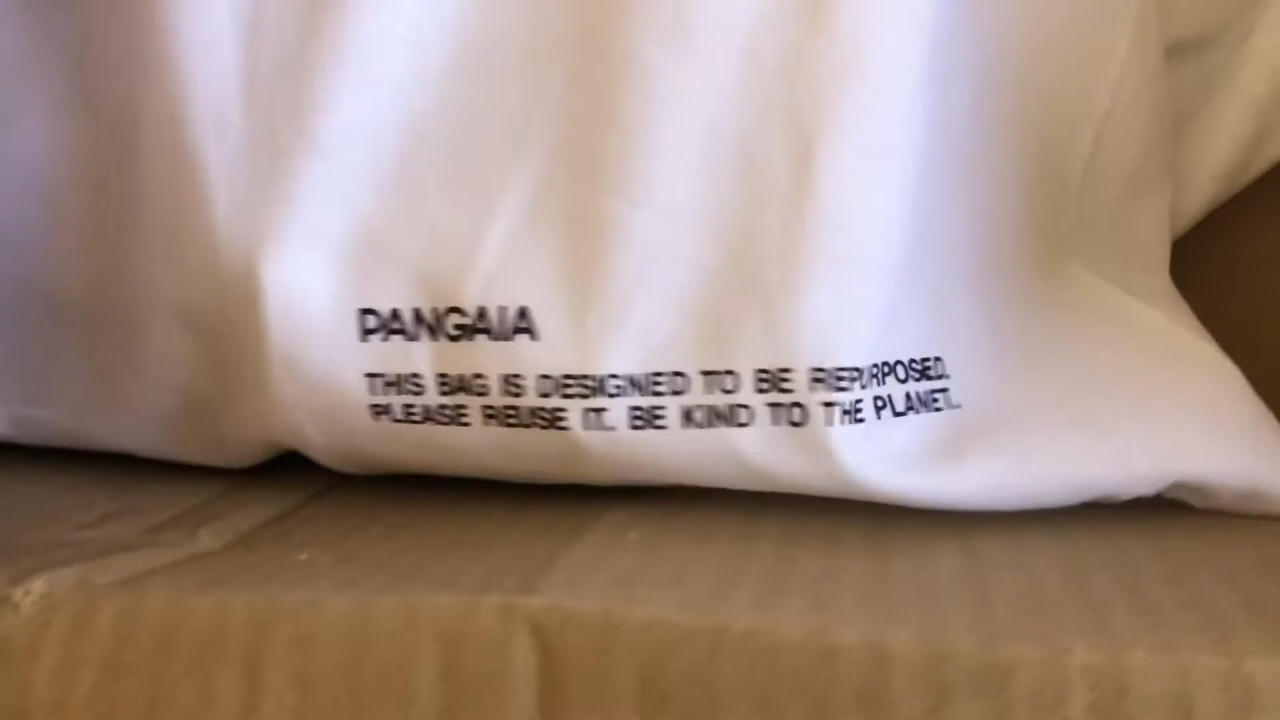 PANGAIA
THIS BAG IS DESIGNED TO BE REPURPOSED.
PLEASE REUSE IT. BE KIND TO THE PLANET.